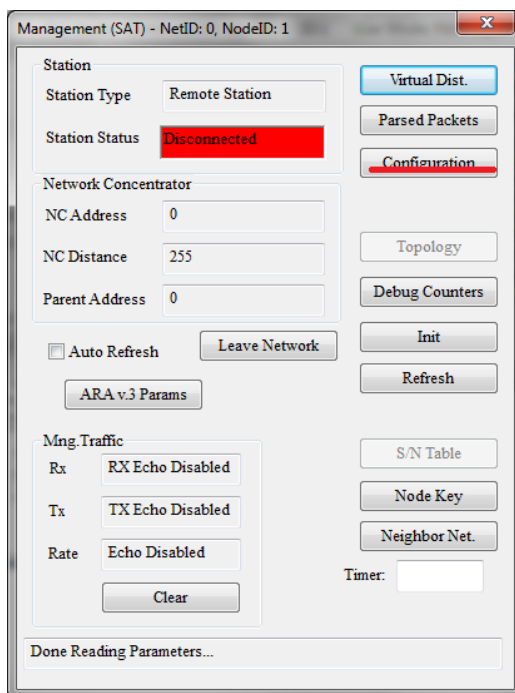 Management (SAT) - NetID: 0, NodeID: 1
Station
Station Type Remote Station
Station Status Disconnected
Network Concentrator
NC Address 0
NC Distance 255
Parent Address 0
Auto Refresh
Leave Network
ARA v.3 Params
Mng.Traffic
Rx RX Echo Disabled
Tx TX Echo Disabled
Rate Echo Disabled
Clear
Virtual Dist.
Parsed Packets
Configuration
Topology
Debug Counters
Init
Refresh
S/N Table
Node Key
Neighbor Net.
Timer:
Done Reading Parameters...